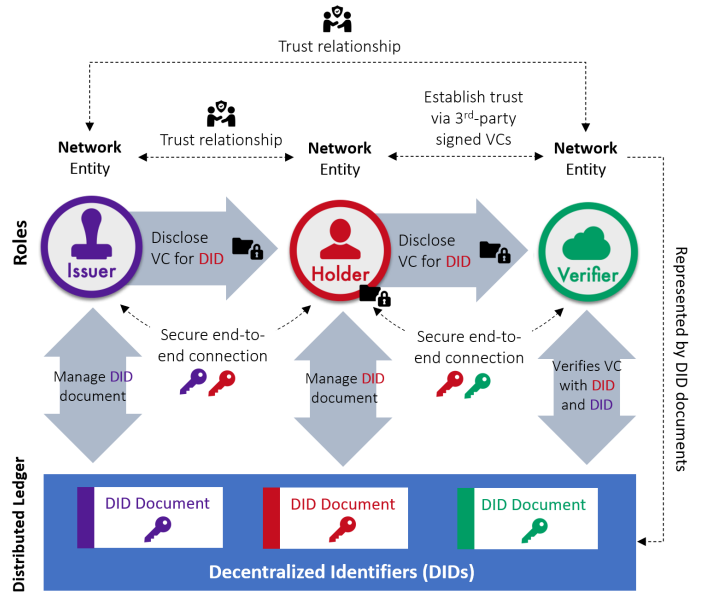 Trust relationship
Trust relationship
Establish trust
via 3rd-party
signed VCs
Network
Entity
Network
Entity
Network
Entity
Roles
Issuer
Disclose
VC for DID
Holder
Disclose
VC for DID
Verifier
Secure end-to-
end connection
Secure end-to-
end connection
Manage DID
document
Manage DID
document
Verifies VC
with DID
and DID
Represented by DID documents
Distributed Ledger
DID Document
DID Document
DID Document
Decentralized Identifiers (DIDs)